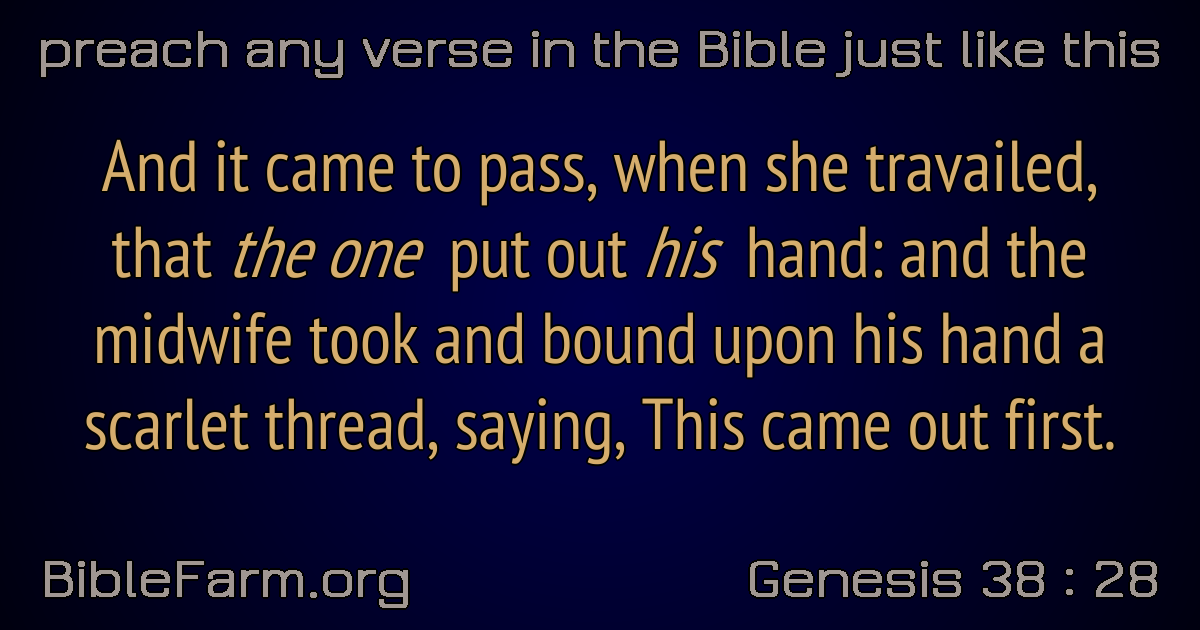 preach any verse in the Bible just like this
And it came to pass, when she travailed,
that the one put out his hand: and the
midwife took and bound upon his hand a
scarlet thread, saying, This came out first.
BibleFarm.org
Genesis 38 : 28